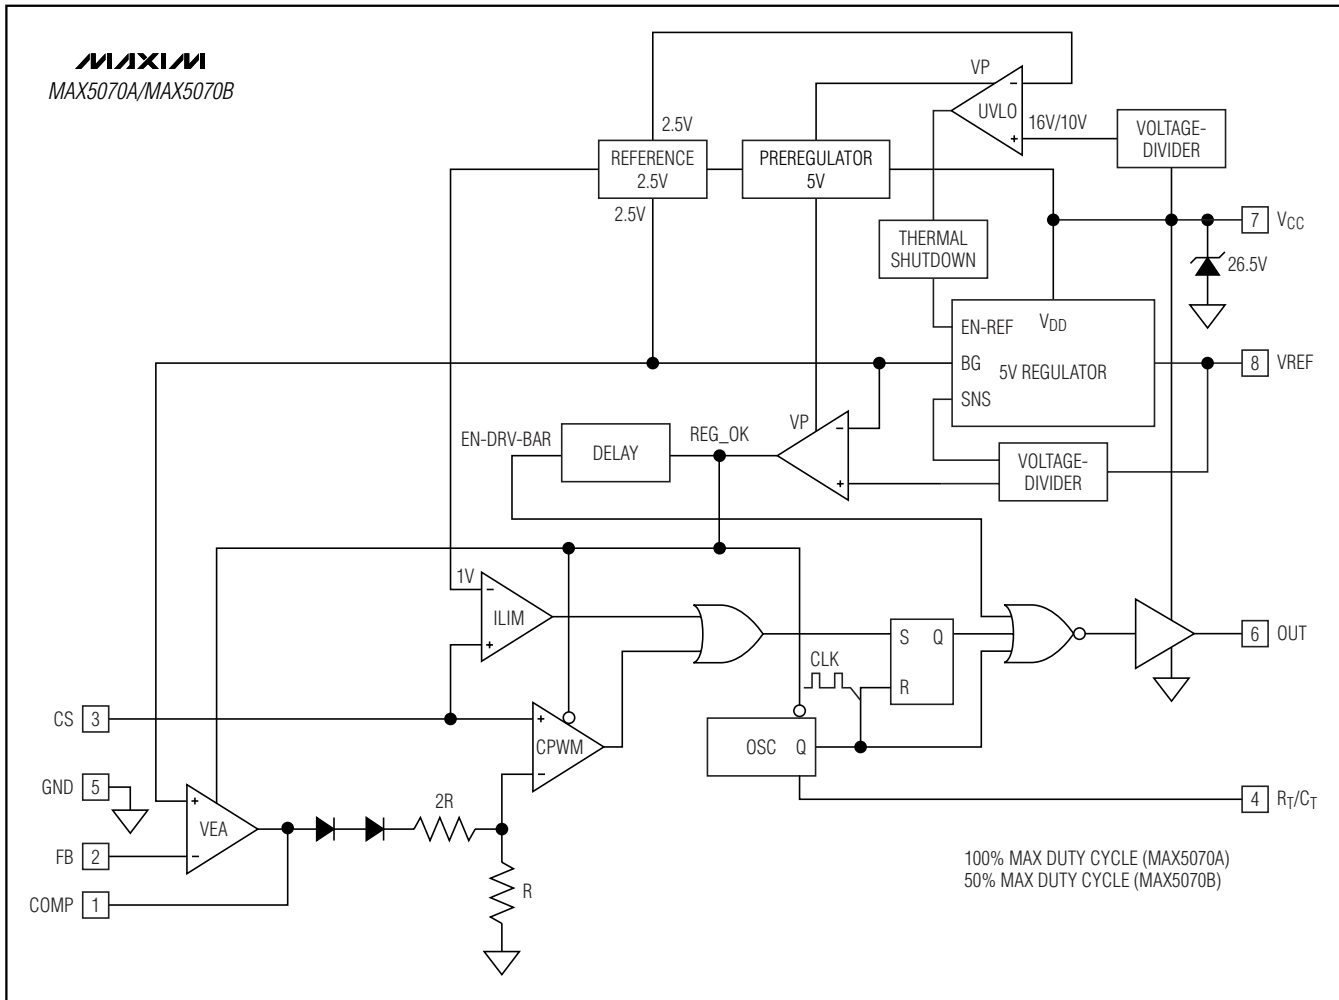 MAXIM
MAX5070A/MAX5070B
VP
-
UVLO
+
16V/10V
VOLTAGE-
DIVIDER
2.5V
REFERENCE
2.5V
PREREGULATOR
5V
2.5V
THERMAL
SHUTDOWN
7
VCC
26.5V
EN-REF
VDD
BG
5V REGULATOR
SNS
8
VREF
VP
-
+
EN-DRV-BAR
DELAY
REG_OK
VOLTAGE-
DIVIDER
1V
-
ILIM
+
S
Q
R
CLK
6
OUT
CS
3
+
CPWM
-
OSC
Q
GND
5
4
RT/CT
+
VEA
-
2R
FB
2
R
COMP
1
100% MAX DUTY CYCLE (MAX5070A)
50% MAX DUTY CYCLE (MAX5070B)